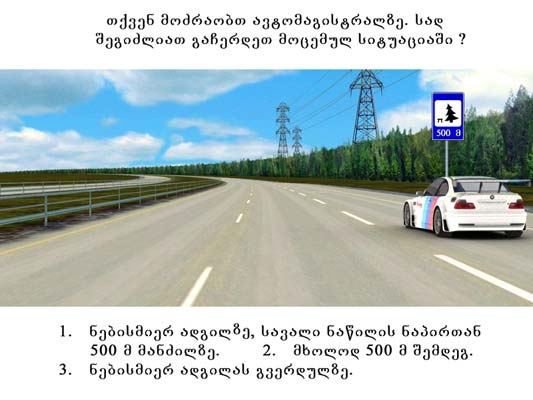 თქვენ მოძრაობთ ავტომაგისტრალზე. სად
შეგიძლიათ გაჩერდეთ მოცემულ სიტუაციაში ?
500 მ
1. ნებისმიერ ადგილზე, სავალი ნაწილის ნაპირთან
500 მ მანძილზე. 2. მხოლოდ 500 მ შემდეგ.
3. ნებისმიერ ადგილას გვერდულზე.